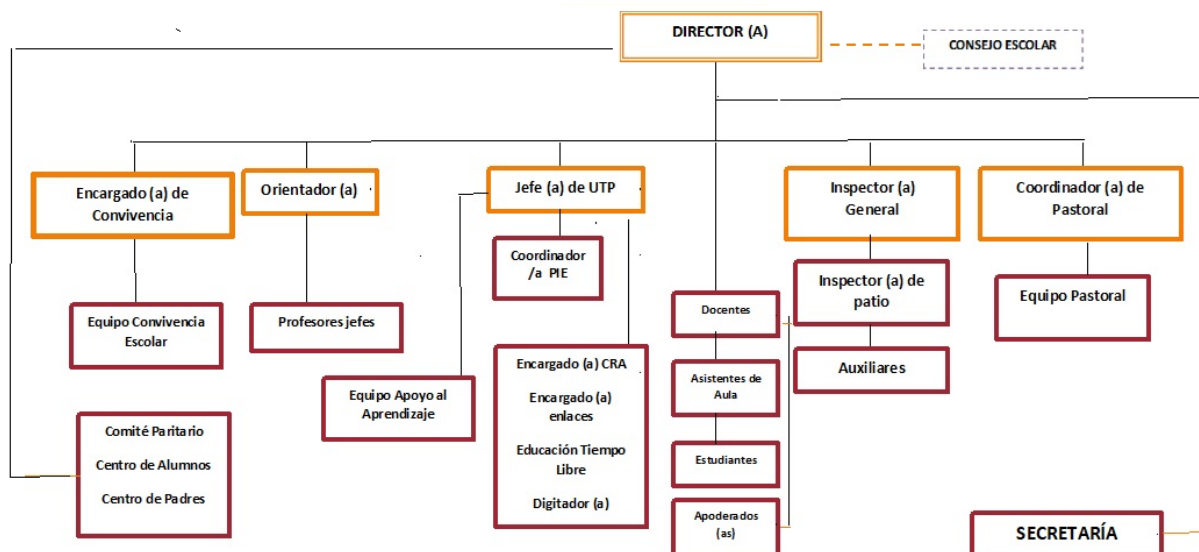 DIRECTOR (A)
CONSEJO ESCOLAR
Encargado (a) de
Convivencia
Orientador (a)
Jefe (a) de UTP
Inspector (a)
General
Coordinador (a) de
Pastoral
Coordinador
/a PIE
Inspector (a) de
patio
Equipo Pastoral
Equipo Convivencia
Escolar
Profesores jefes
Docentes
Encargado (a) CRA
Encargado (a)
enlaces
Educación Tiempo
Libre
Digitador (a)
Equipo Apoyo al
Aprendizaje
Asistentes de
Aula
Auxiliares
Comité Paritario
Centro de Alumnos
Centro de Padres
Estudiantes
Apoderados
(as)
SECRETARÍA